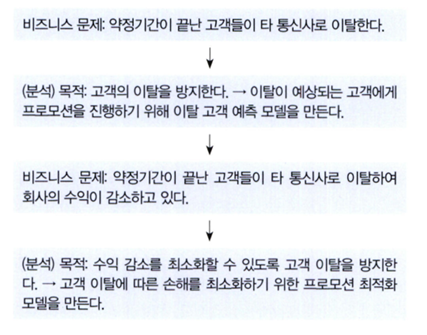 비즈니스 문제: 약정기간이 끝난 고객들이 타 통신사로 이탈한다.
(분석) 목적: 고객의 이탈을 방지한다. → 이탈이 예상되는 고객에게
프로모션을 진행하기 위해 이탈 고객 예측 모델을 만든다.
비즈니스 문제: 약정기간이 끝난 고객들이 타 통신사로 이탈하여
회사의 수익이 감소하고 있다.
(분석) 목적: 수익 감소를 최소화할 수 있도록 고객 이탈을 방지한
다. → 고객 이탈에 따른 손해를 최소화하기 위한 프로모션 최적화
모델을 만든다.